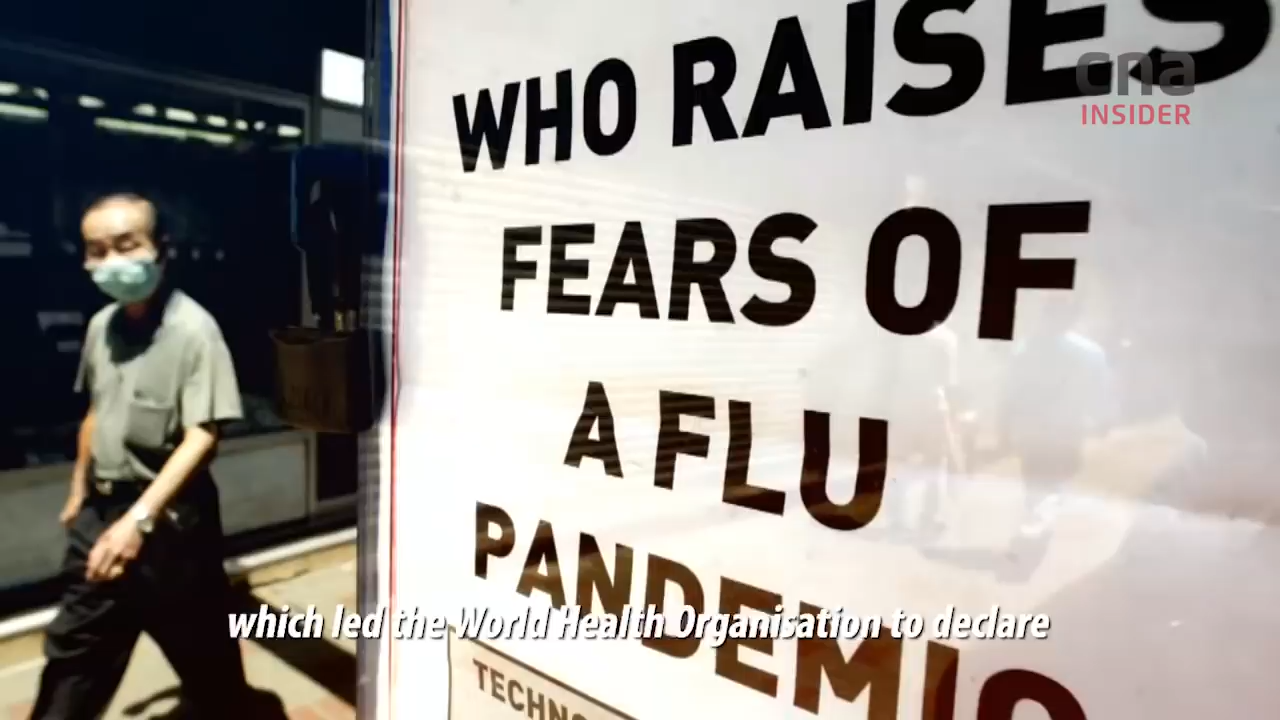 WHO RAISES
FEARS OF
A FLU
PANDEMIC
cna
INSIDER
which led the World Health Organisation to declare